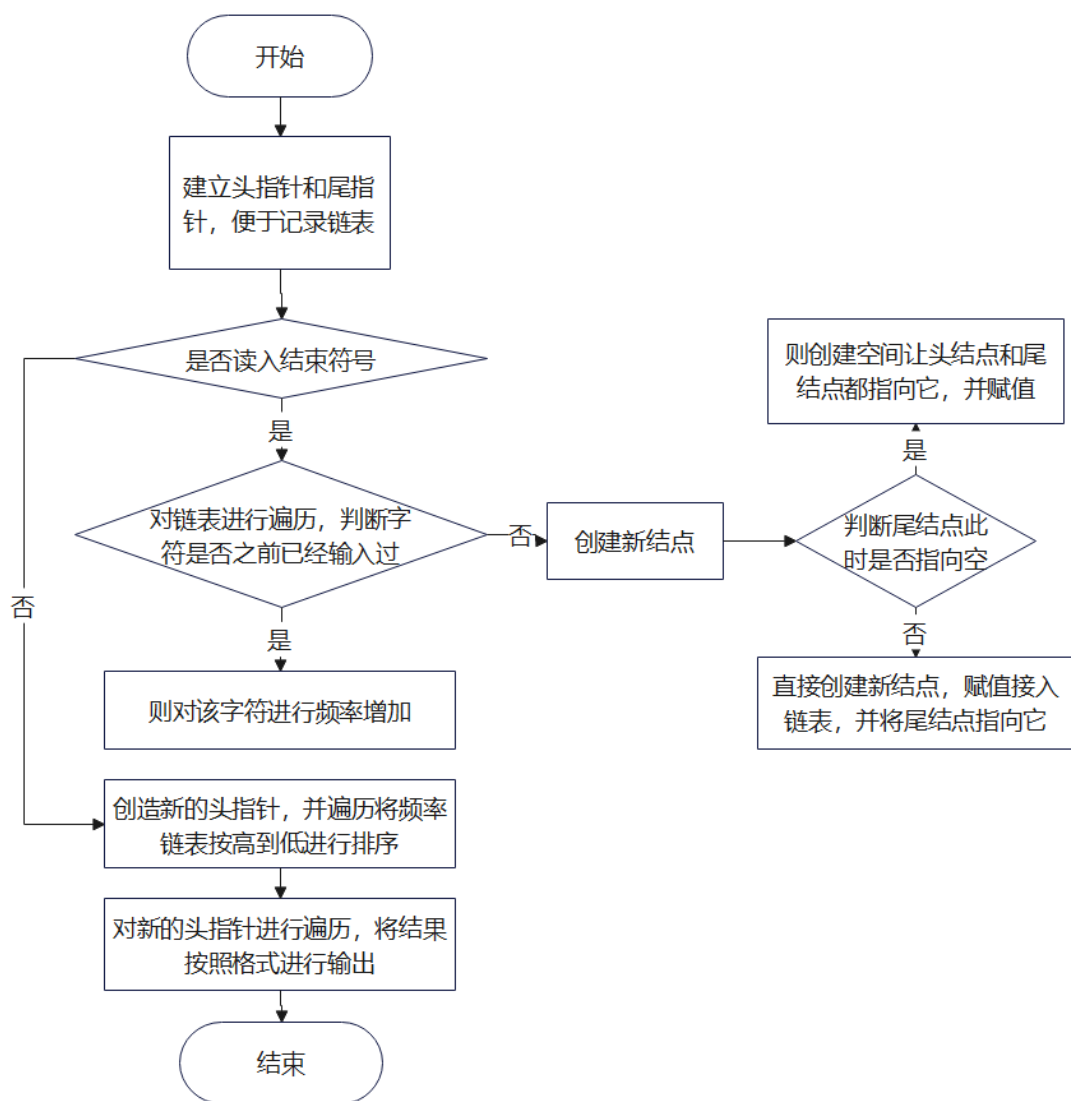 开始
建立头指针和尾指
针，便于记录链表
是否读入结束符号
是
否
对链表进行遍历，判断字
符是否之前已经输入过
否
创建新结点
判断尾结点此
时是否指向空
是
则创建空间让头结点和尾
结点都指向它，并赋值
否
直接创建新结点，赋值接入
链表，并将尾结点指向它
是
则对该字符进行频率增加
创造新的头指针，并遍历将频率
链表按高到低进行排序
对新的头指针进行遍历，将结果
按照格式进行输出
结束